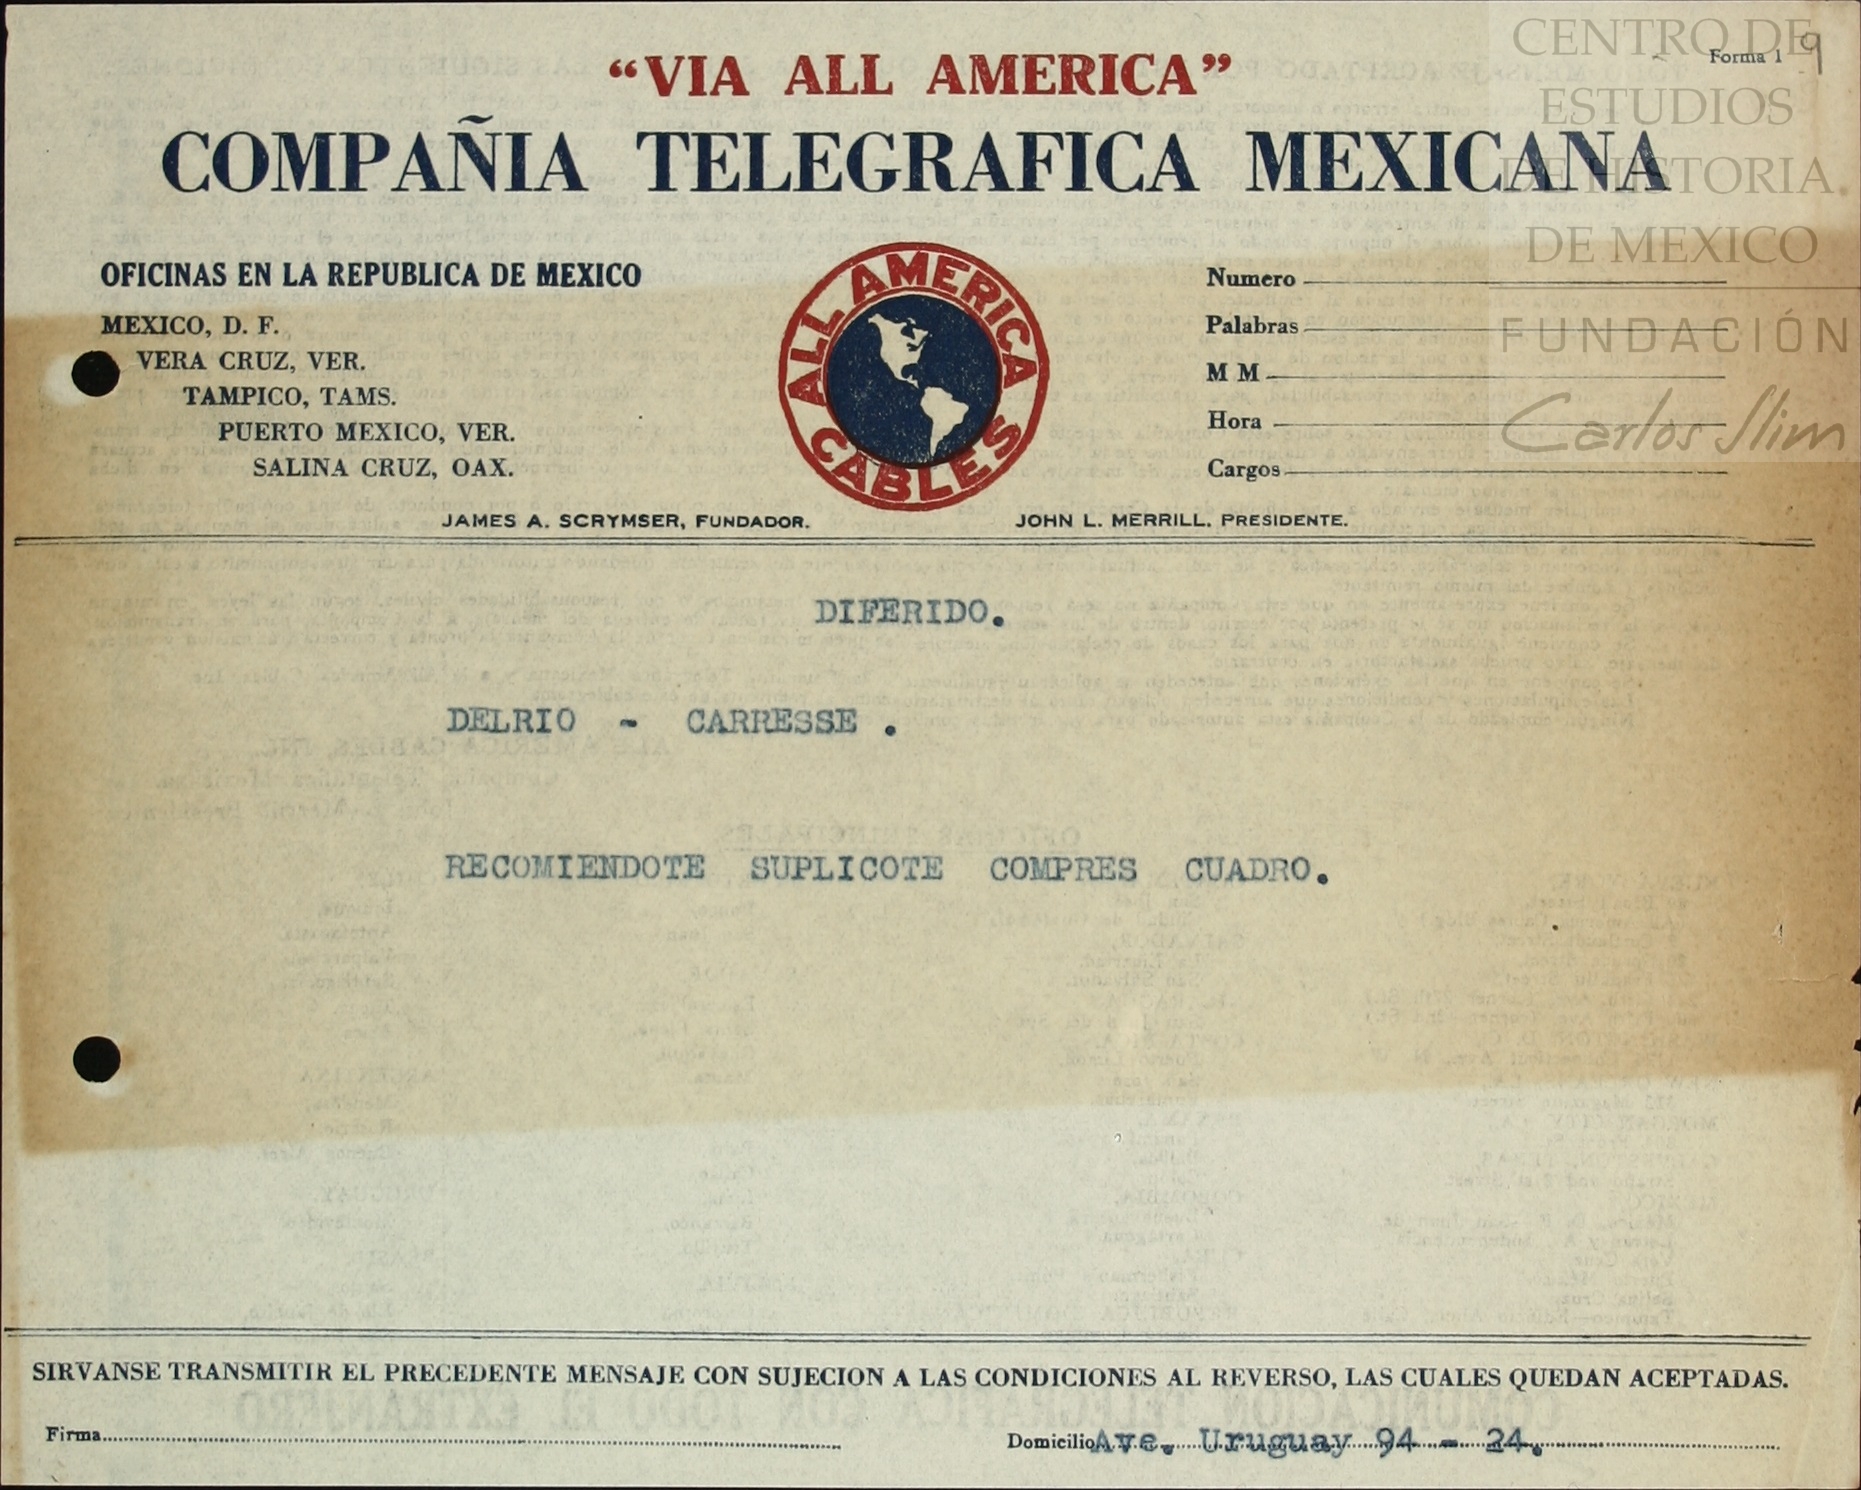 CENTRO DE
ESTUDIOS
DE HISTORIA
DE MEXICO
FUNDACIÓN
Carlos Slim
Forma 1
9
“VIA ALL AMERICA”
COMPAÑIA TELEGRAFICA MEXICANA
OFICINAS EN LA REPUBLICA DE MEXICO
MEXICO, D. F.
VERA CRUZ, VER.
TAMPICO, TAMS.
PUERTO MEXICO, VER.
SALINA CRUZ, OAX.
ALL AMERICA CABLES
Numero
Palabras
M M
Hora
Cargos
JAMES A. SCRYMSER, FUNDADOR.
JOHN L. MERRILL, PRESIDENTE.
DIFERIDO.
DELRIO - CARRESSE .
RECOMIENDOTE SUPLICOTE COMPRES CUADRO.
SIRVANSE TRANSMITIR EL PRECEDENTE MENSAJE CON SUJECION A LAS CONDICIONES AL REVERSO, LAS CUALES QUEDAN ACEPTADAS.
Firma
Domicilio Ave. Uruguay 94 - 24.